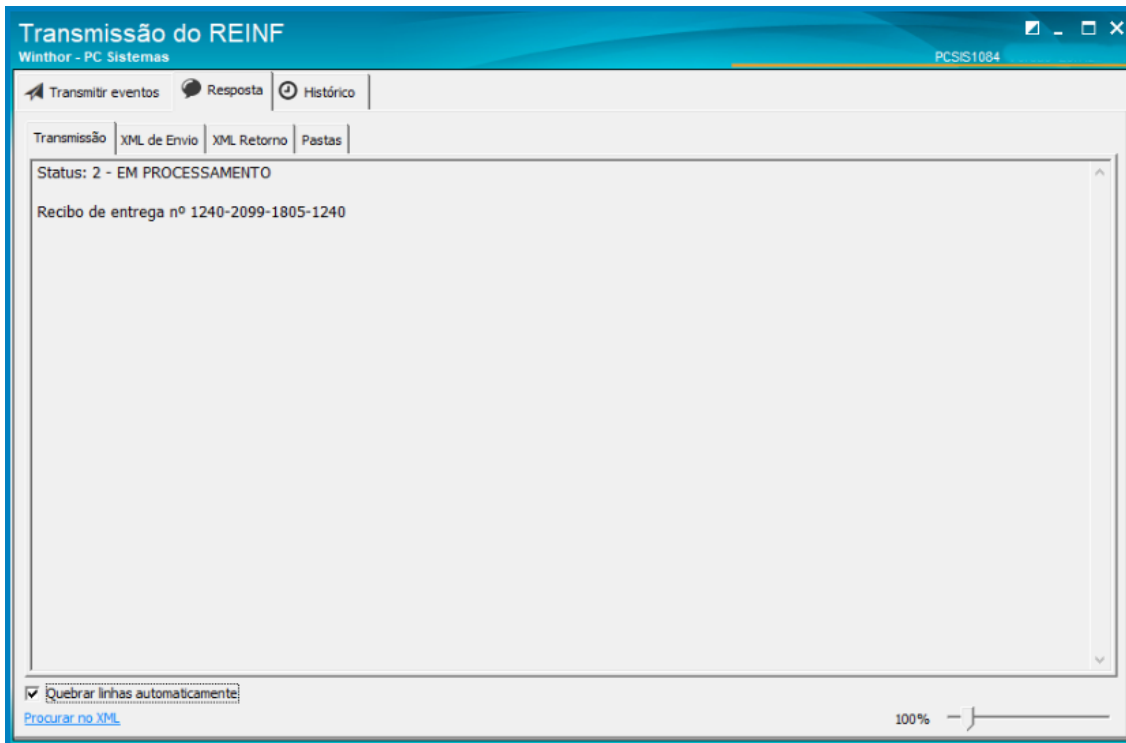 Transmissão do REINF
Winthor - PC Sistemas
PCSIS1084
Transmitir eventos
Resposta
Histórico
Transmissão
XML de Envio
XML Retorno
Pastas
Status: 2 - EM PROCESSAMENTO
Recibo de entrega nº 1240-2099-1805-1240
Quebrar linhas automaticamente
Procurar no XML
100%